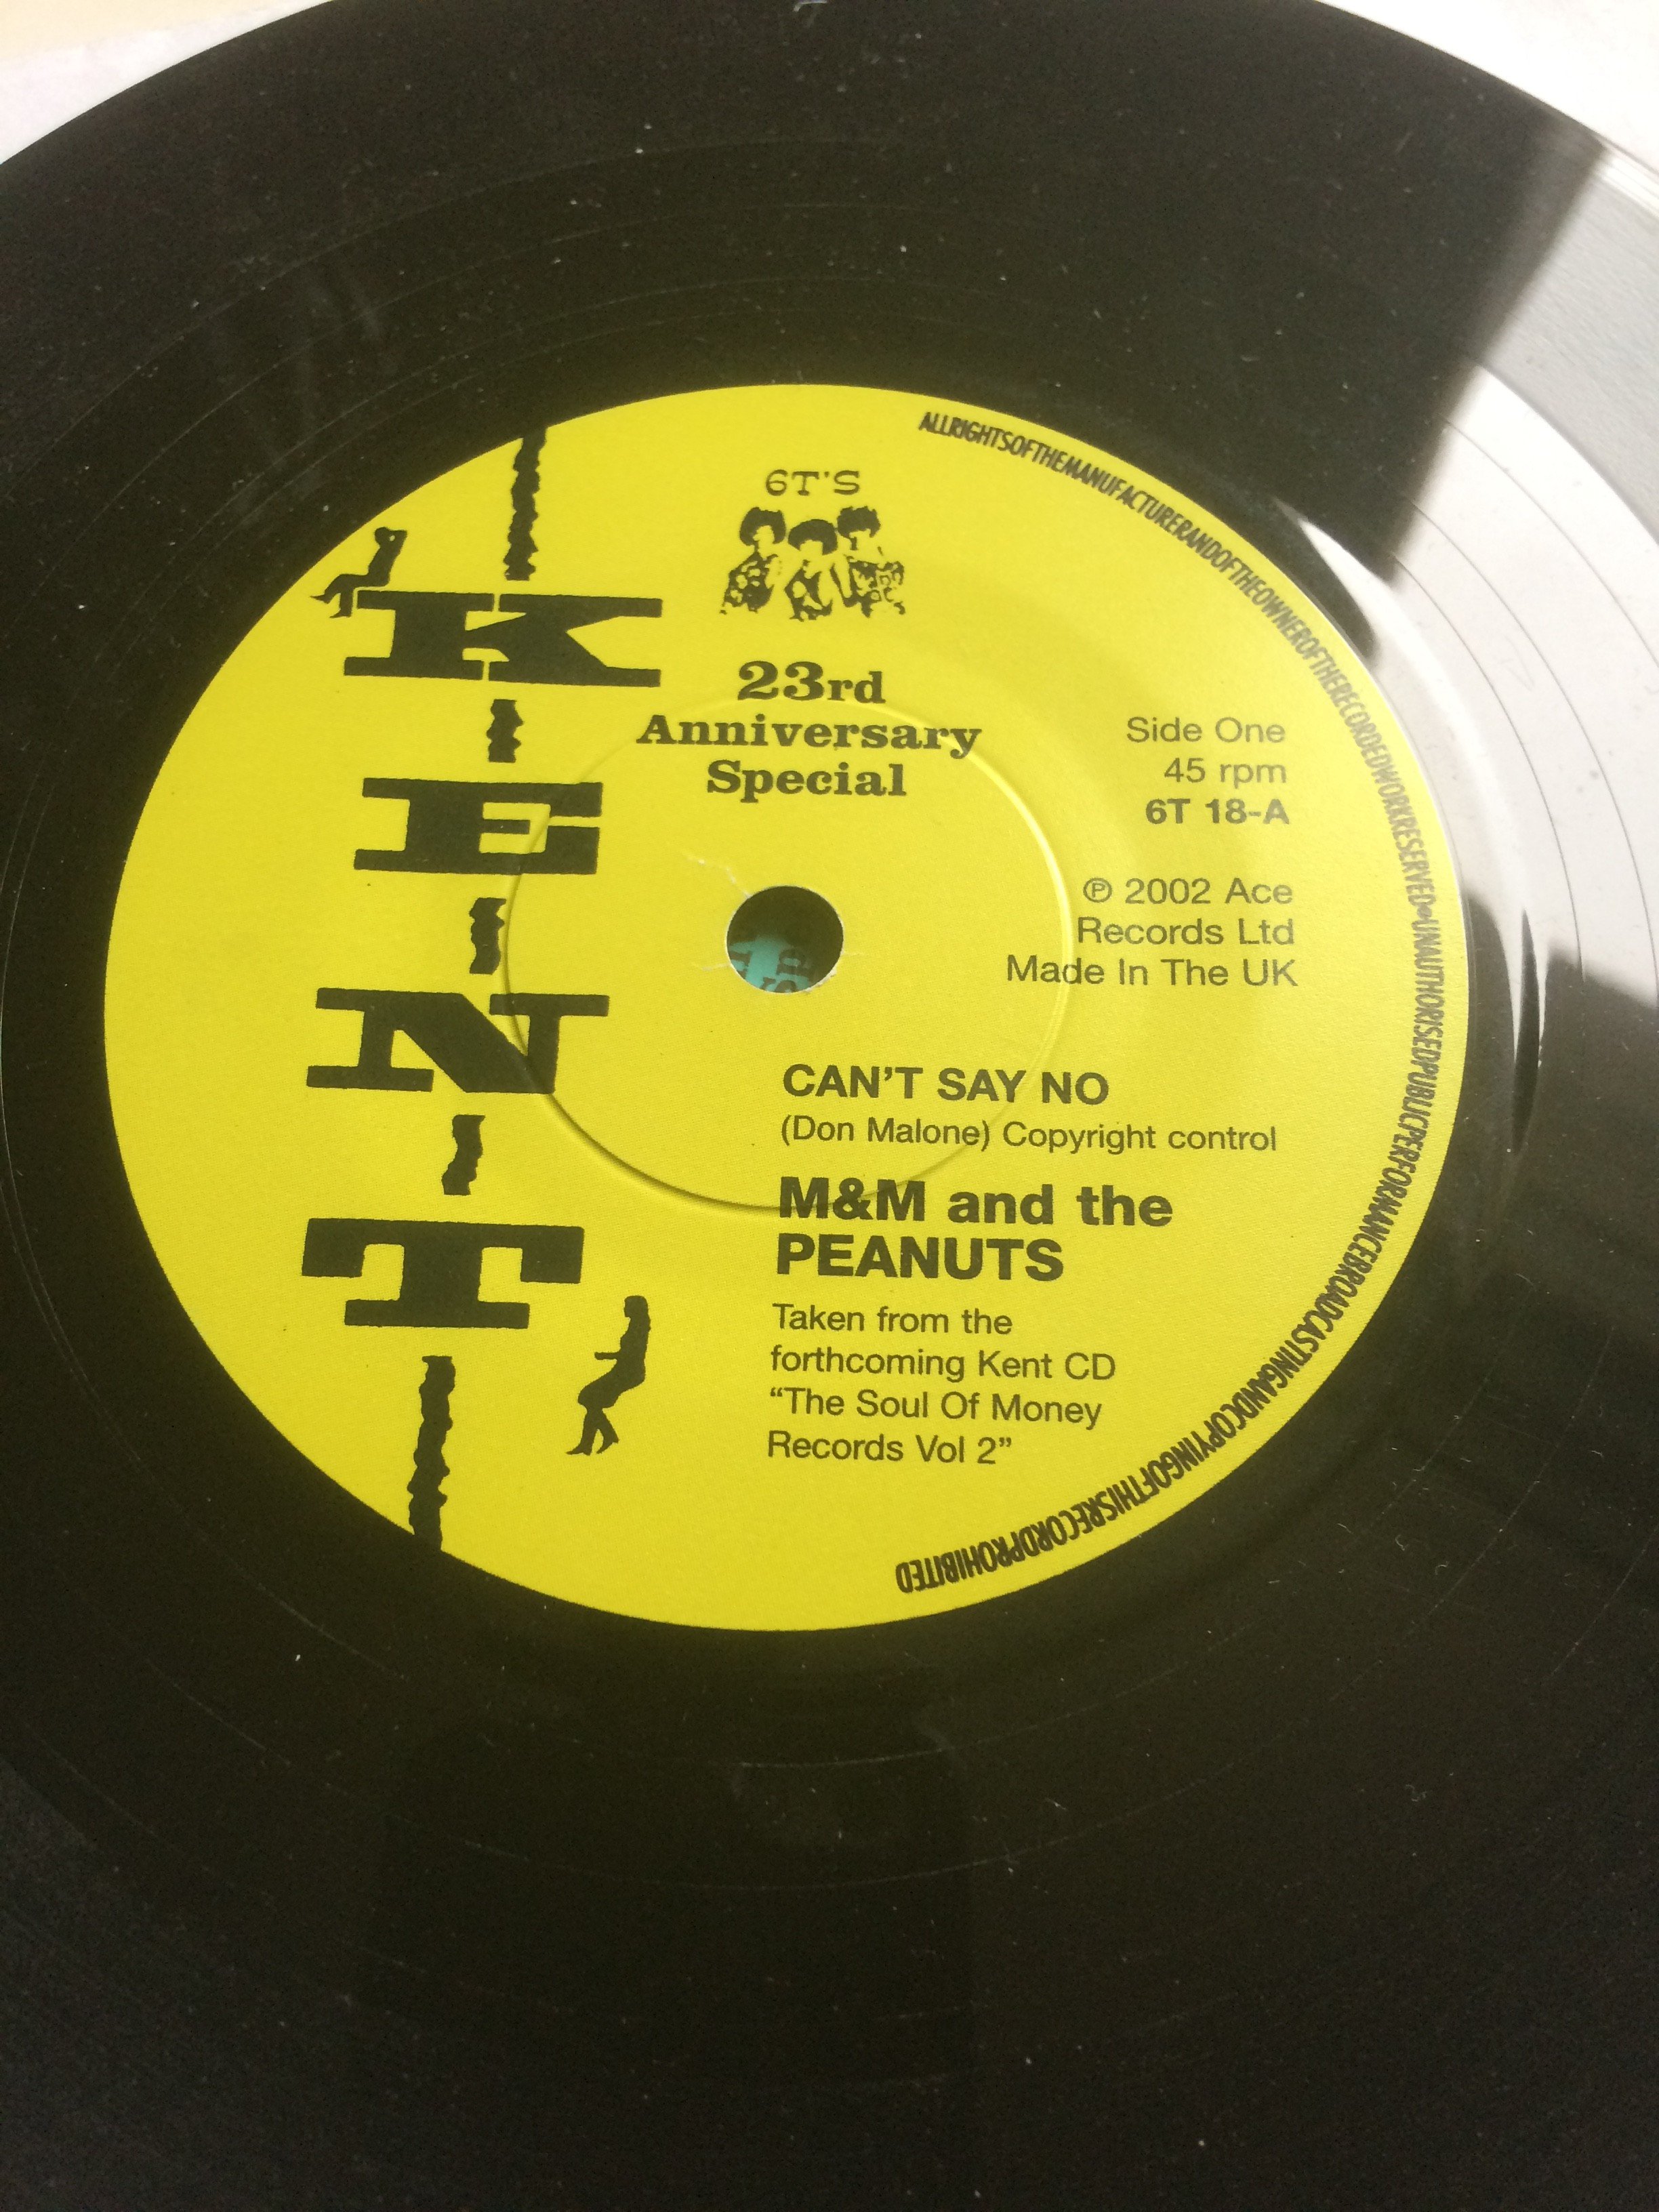 6T'S
KENT
23rd
Anniversary
Special
Side One
45 rpm
6T 18-A
℗ 2002 Ace
Records Ltd
Made In The UK
CAN'T SAY NO
(Don Malone) Copyright control
M&M and the
PEANUTS
Taken from the
forthcoming Kent CD
“The Soul Of Money
Records Vol 2”
ALLRIGHTSOFTHEMANUFACTURERANDOFTHEOWNEROFTHERECORDEDWORKRESERVED•UNAUTHORISEDPUBLICPERFORMANCEBROADCASTINGANDCOPYINGOFTHISRECORDPROHIBITED